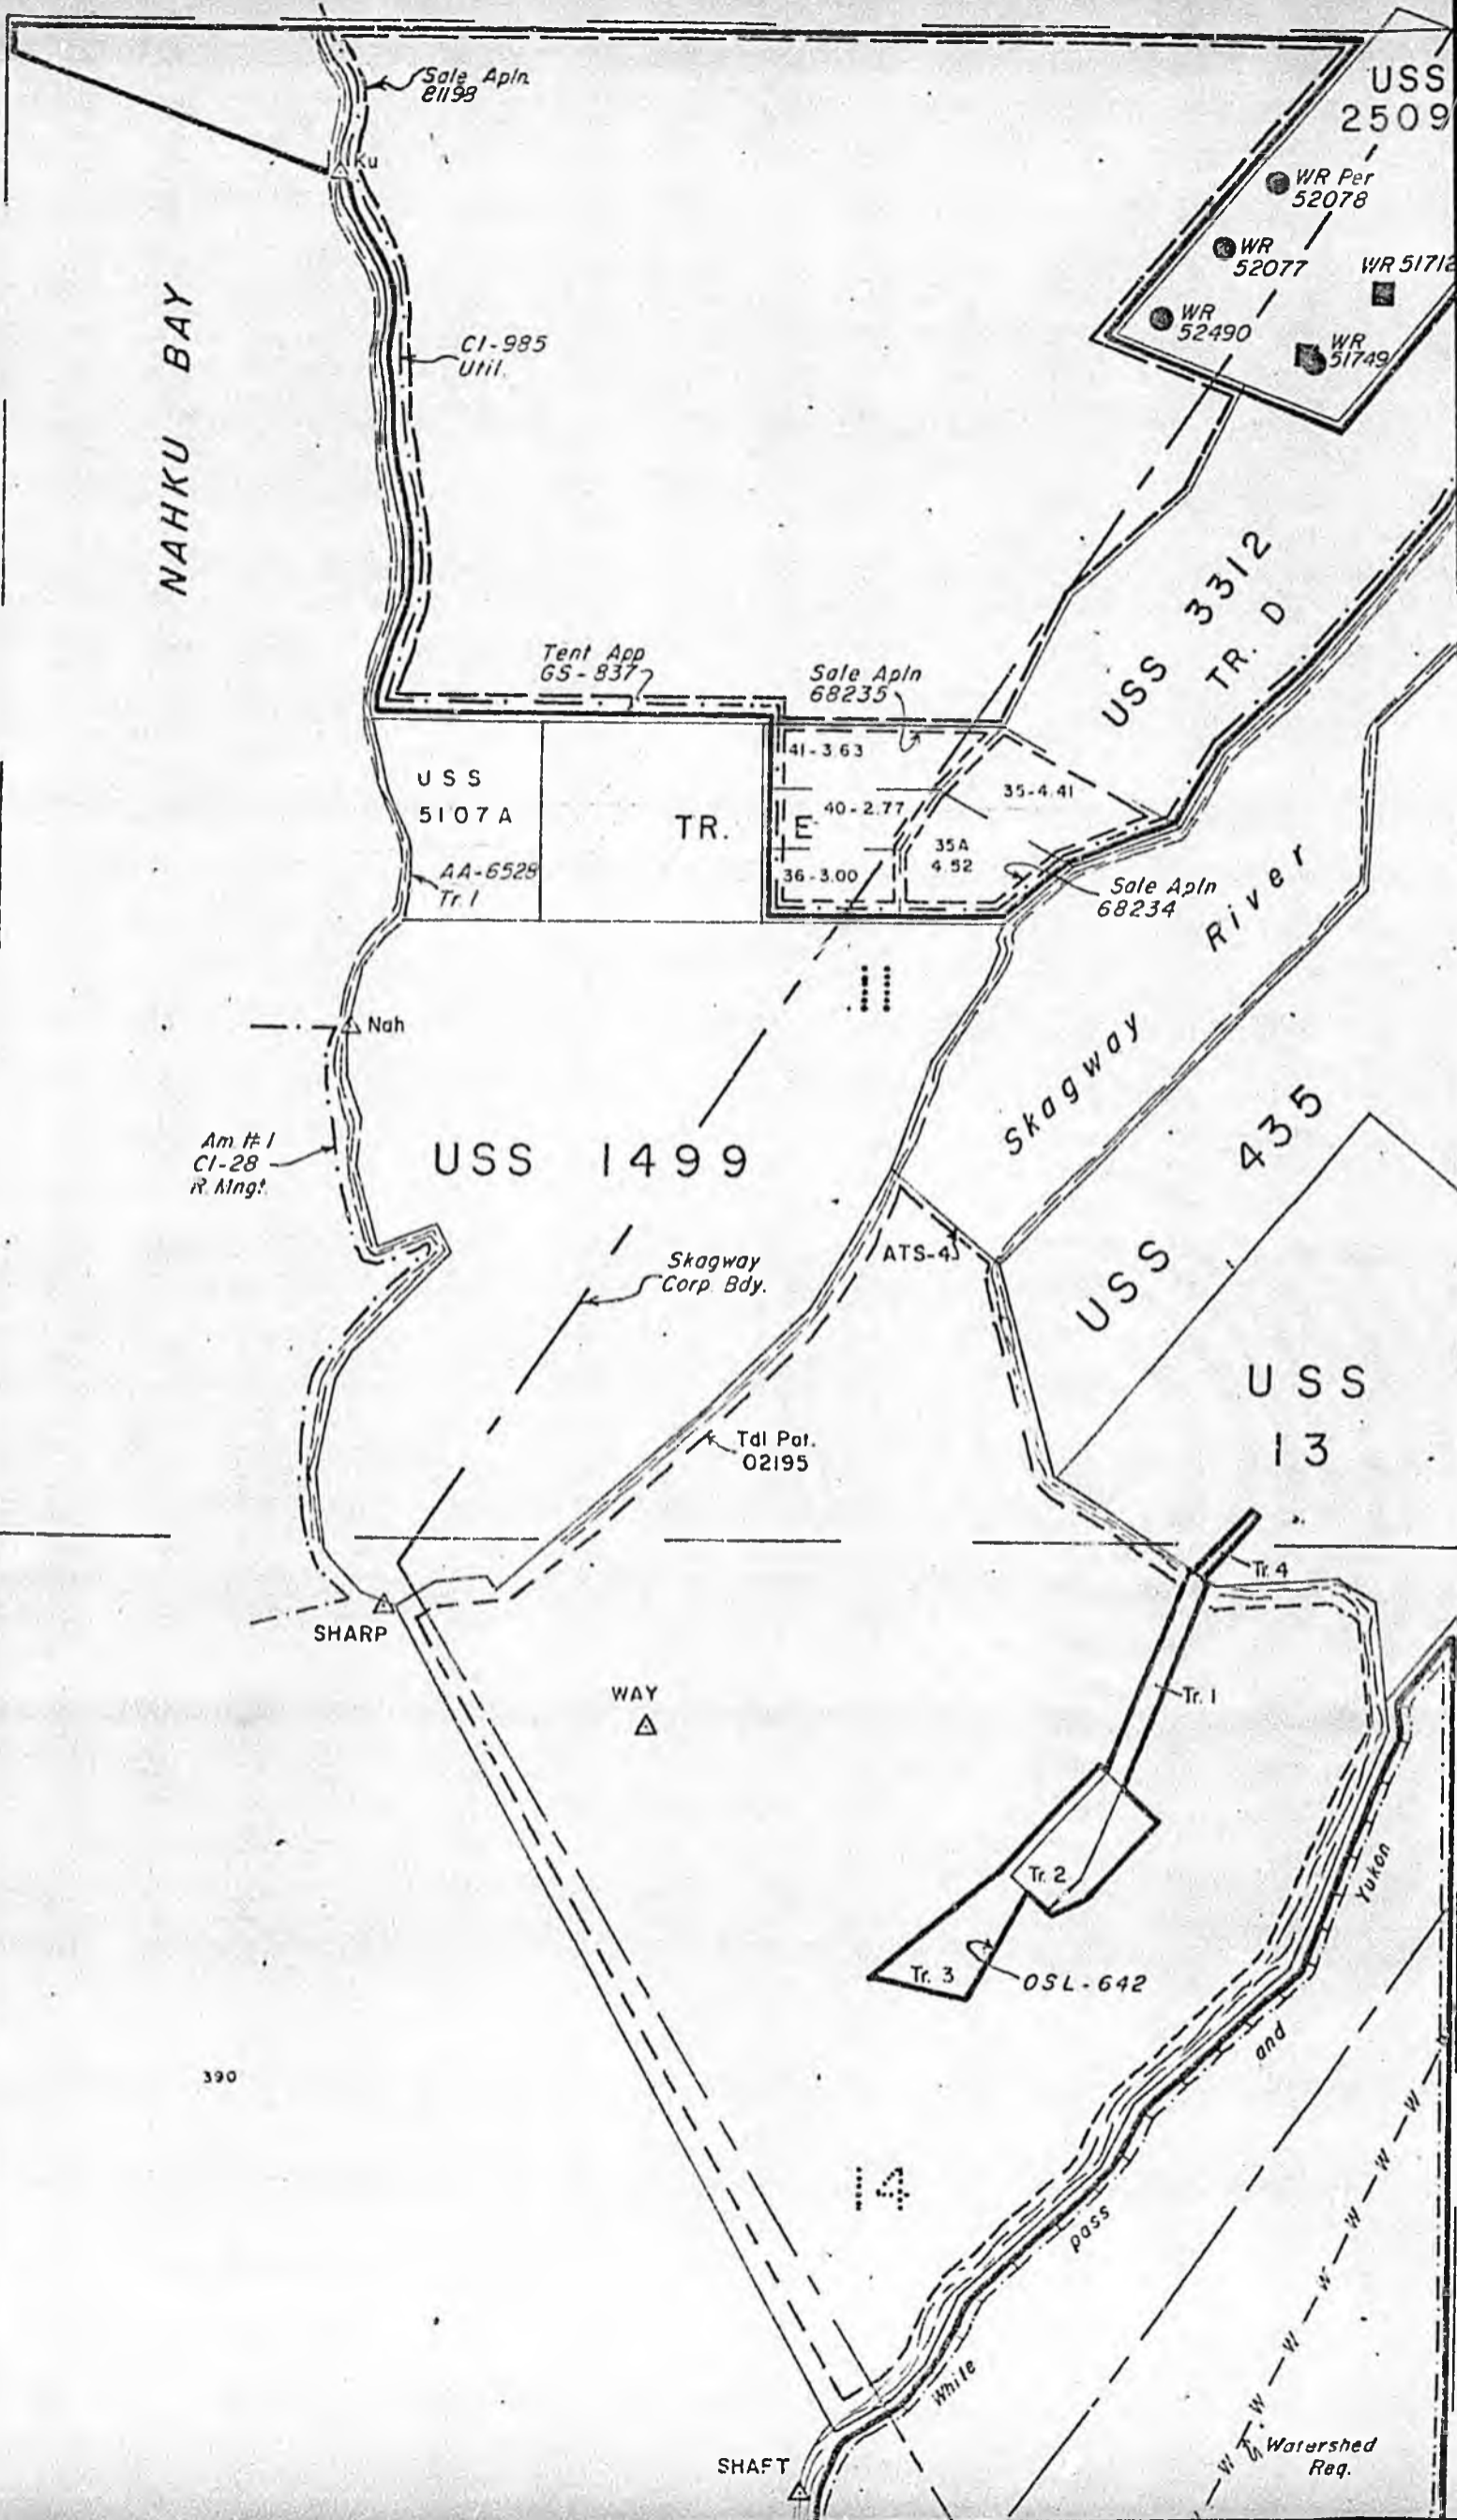 Sale Apln
81198
USS
2509
Ku
WR Per
52078
WR
52077
WR 51712
WR
52490
WR
51749
NAHKU BAY
CI-985
Util.
USS 3312
TR. D
Tent App
GS-837
Sale Apln
68235
41-3.63
USS
5107A
35-4.41
40-2.77
TR. E
35A
4.52
AA-6528
Tr. 1
36-3.00
Sale Apln
68234
Skagway River
11
Nah
Am #1
CI-28
R. Mngt.
USS 1499
USS 435
ATS-4
Skagway
Corp. Bdy.
USS
13
Tdl Pat.
02195
Tr. 4
SHARP
WAY
Tr. 1
Tr. 2
Tr. 3
OSL-642
390
14
White pass and Yukon
W W W W W W W
SHAFT
Watershed